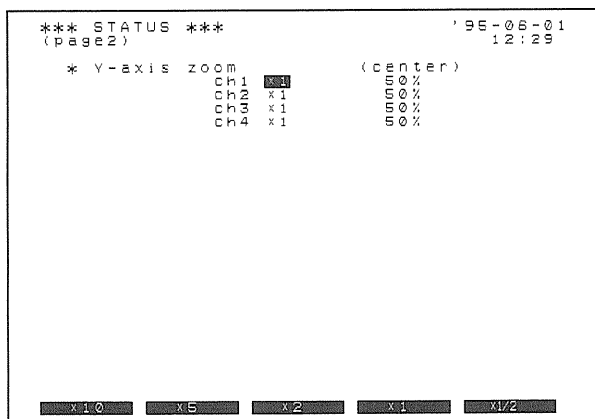 *** STATUS *** '95-06-01
(page2) 12:29
* Y-axis zoom (center)
ch1 x1 50%
ch2 x1 50%
ch3 x1 50%
ch4 x1 50%
x10 x5 x2 x1 x1/2